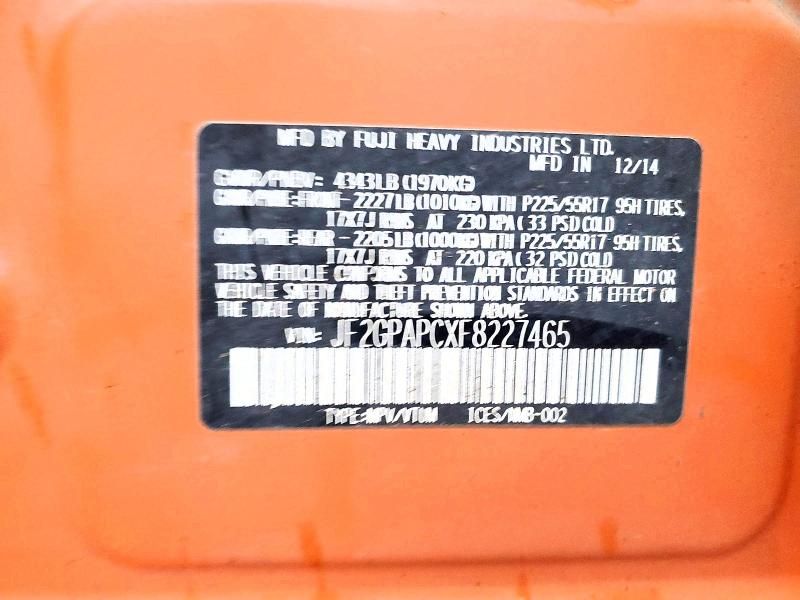 MFD BY FUJI HEAVY INDUSTRIES LTD.
MFD IN 12/14
GVWR/PNBV: 4343LB(1970KG)
GAWR/PNBE:FRONT-2227LB(1010KG)WITH P225/55R17 95H TIRES,
17X7J RIMS AT 230 KPA(33 PSI)COLD
GAWR/PNBE:REAR-2205LB(1000KG)WITH P225/55R17 95H TIRES,
17X7J RIMS AT 220 KPA(32 PSI)COLD
THIS VEHICLE CONFORMS TO ALL APPLICABLE FEDERAL MOTOR
VEHICLE SAFETY AND THEFT PREVENTION STANDARDS IN EFFECT ON
THE DATE OF MANUFACTURE SHOWN ABOVE.
VIN: JF2GPAPCXF8227465
TYPE:MPV/VTUM ICES/NMB-002